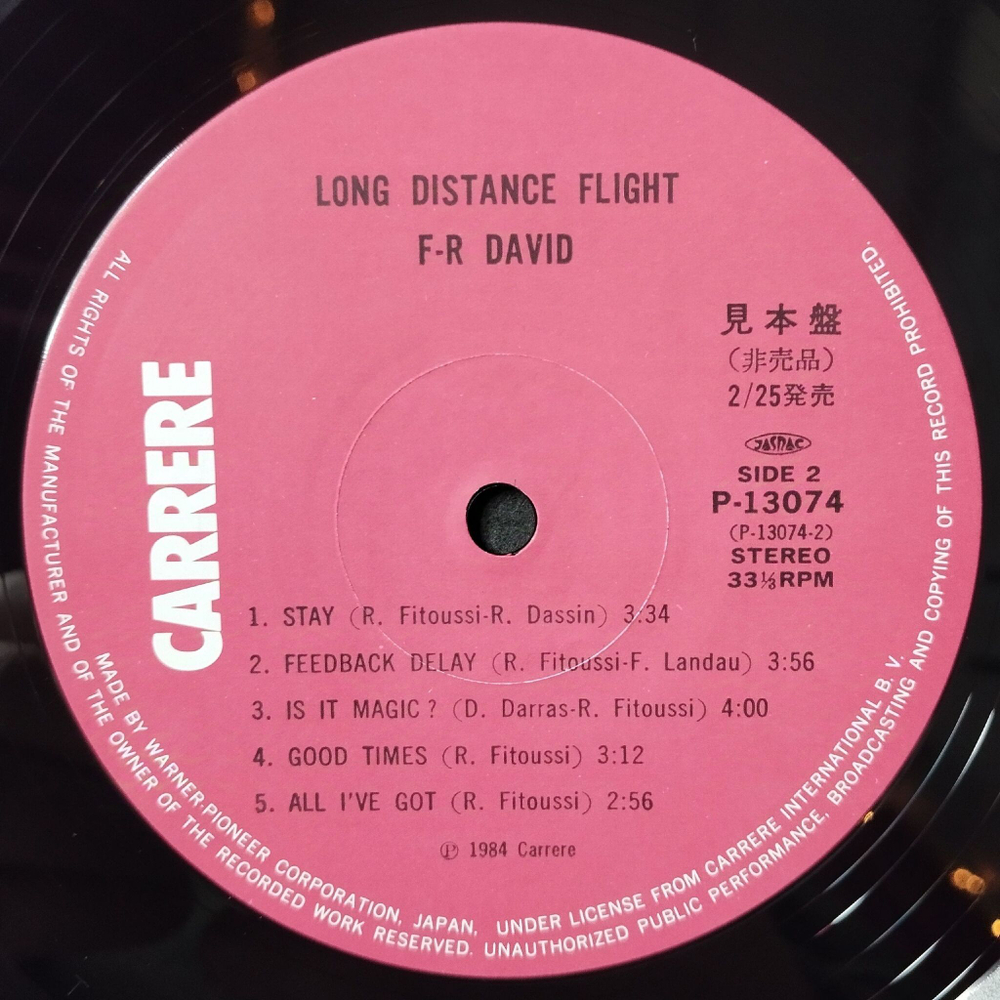 LONG DISTANCE FLIGHT
F-R DAVID
見本盤
(非売品)
2/25発売
JASRAC
SIDE 2
P-13074
(P-13074-2)
STEREO
33⅓RPM
CARRERE
1. STAY (R. Fitoussi-R. Dassin) 3:34
2. FEEDBACK DELAY (R. Fitoussi-F. Landau) 3:56
3. IS IT MAGIC? (D. Darras-R. Fitoussi) 4:00
4. GOOD TIMES (R. Fitoussi) 3:12
5. ALL I'VE GOT (R. Fitoussi) 2:56
Ⓟ 1984 Carrere
MADE BY WARNER-PIONEER CORPORATION, JAPAN, UNDER LICENSE FROM CARRERE INTERNATIONAL B. V.
ALL RIGHTS OF THE MANUFACTURER AND OF THE OWNER OF THE RECORDED WORK RESERVED. UNAUTHORIZED PUBLIC PERFORMANCE, BROADCASTING AND COPYING OF THIS RECORD PROHIBITED.